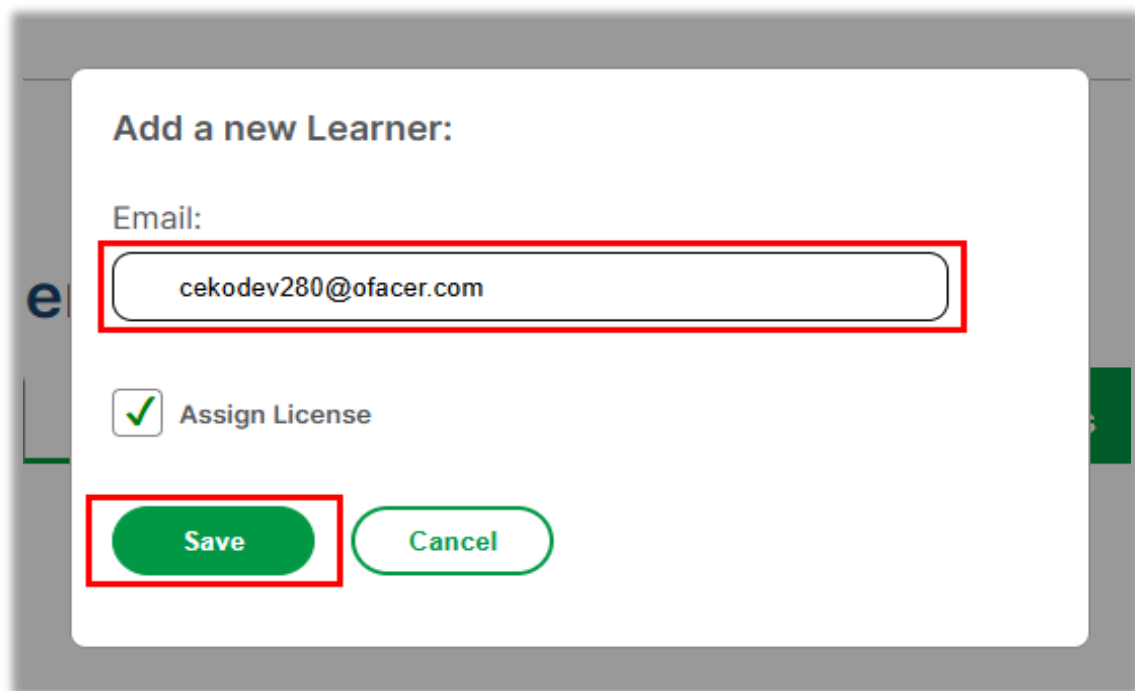 Add a new Learner:
Email:
cekodev280@ofacer.com
Assign License
Save
Cancel